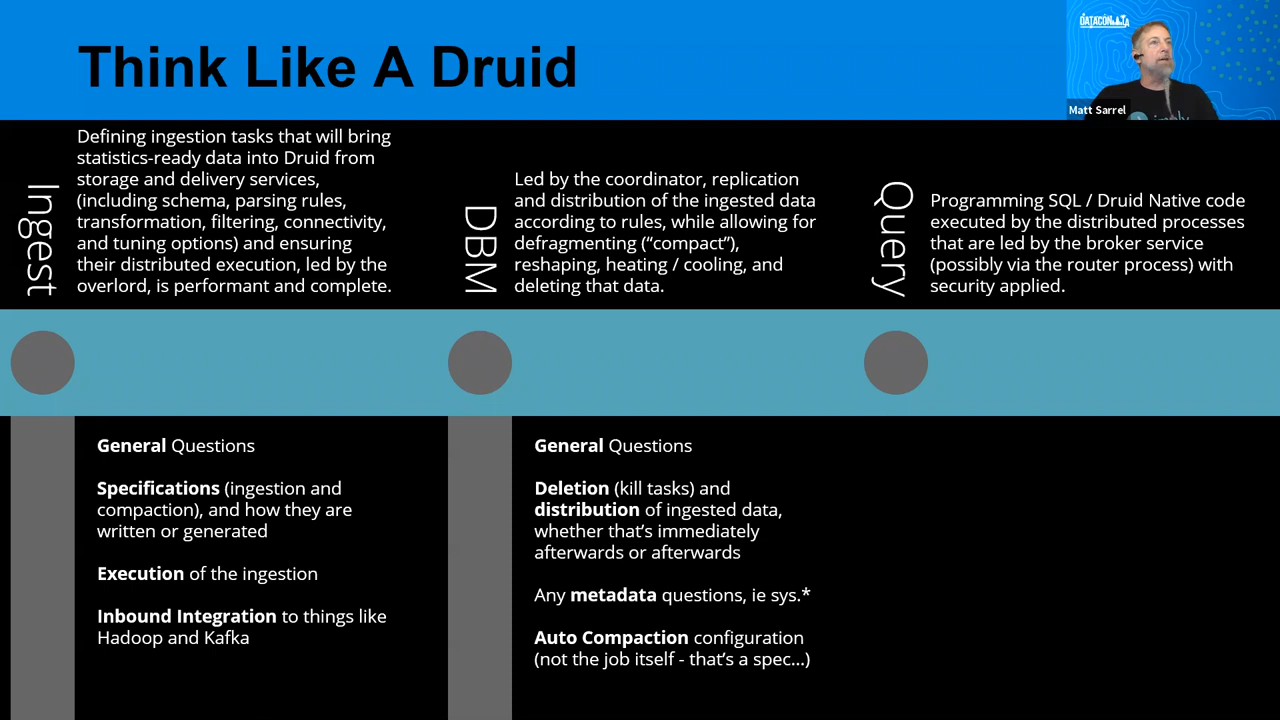 Think Like A Druid
DATACON.LA
Matt Sarrel
imply
Ingest
Defining ingestion tasks that will bring
statistics-ready data into Druid from
storage and delivery services,
(including schema, parsing rules,
transformation, filtering, connectivity,
and tuning options) and ensuring
their distributed execution, led by the
overlord, is performant and complete.
DBM
Led by the coordinator, replication
and distribution of the ingested data
according to rules, while allowing for
defragmenting (“compact”),
reshaping, heating / cooling, and
deleting that data.
Query
Programming SQL / Druid Native code
executed by the distributed processes
that are led by the broker service
(possibly via the router process) with
security applied.
General Questions
Specifications (ingestion and
compaction), and how they are
written or generated
Execution of the ingestion
Inbound Integration to things like
Hadoop and Kafka
General Questions
Deletion (kill tasks) and
distribution of ingested data,
whether that’s immediately
afterwards or afterwards
Any metadata questions, ie sys.*
Auto Compaction configuration
(not the job itself - that’s a spec...)